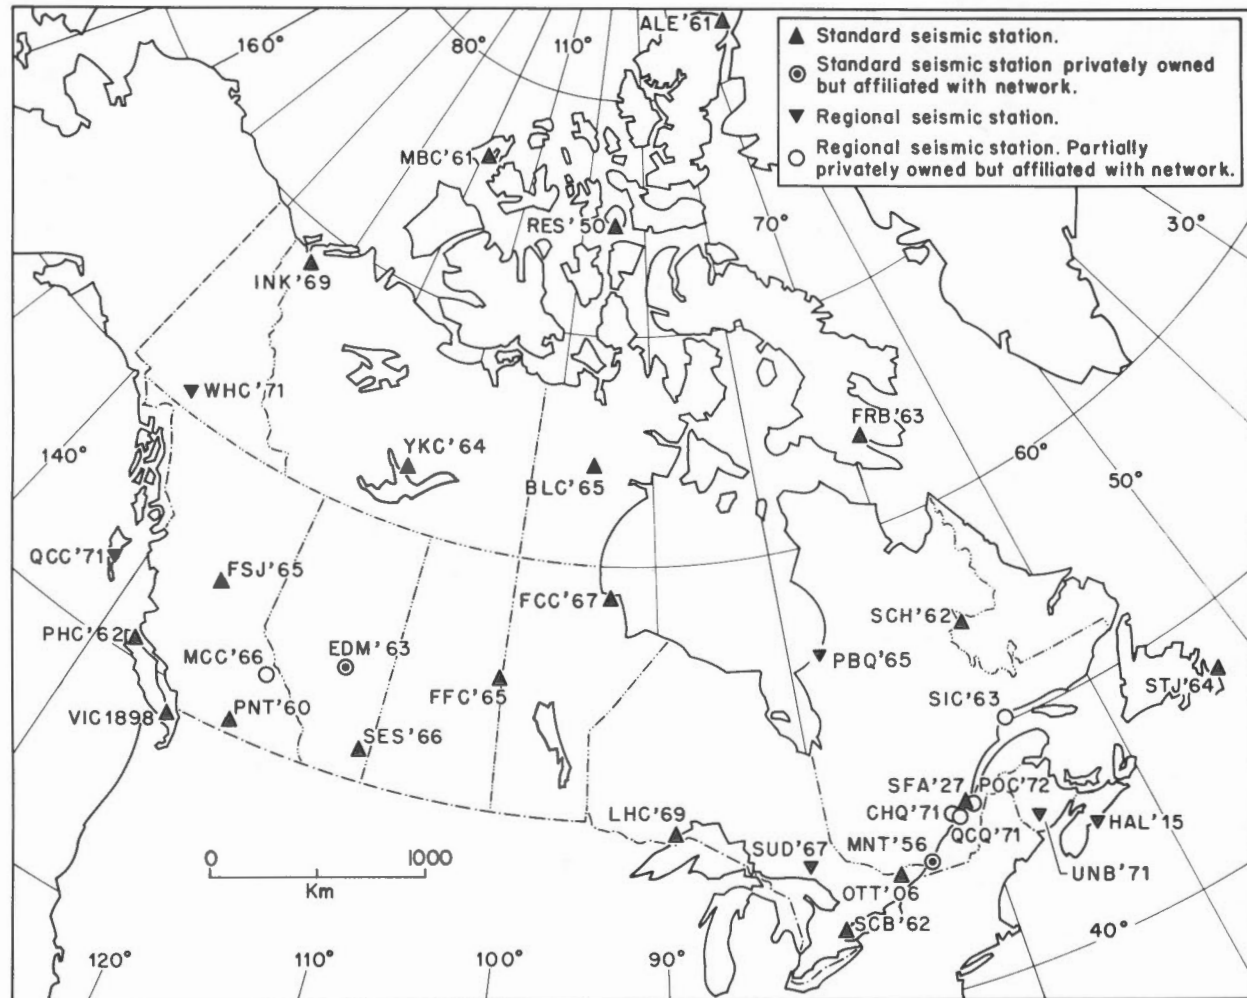 ALE'61
160°
80°
110°
▲ Standard seismic station.
Standard seismic station privately owned
but affiliated with network.
▼ Regional seismic station.
Regional seismic station. Partially
privately owned but affiliated with network.
MBC'61
RES'50
70°
30°
INK'69
WHC'71
FRB'63
140°
YKC'64
BLC'65
60°
50°
QCC'71
FSJ'65
FCC'67
SCH'62
PHC'62
MCC'66
EDM'63
PBQ'65
FFC'65
STJ'64
SIC'63
VIC1898
PNT'60
SES'66
SFA'27
POC'72
LHC'69
CHQ'71
HAL'15
QCQ'71
MNT'56
SUD'67
0 1000
Km
UNB'71
OTT'06
SCB'62
40°
120°
110°
100°
90°